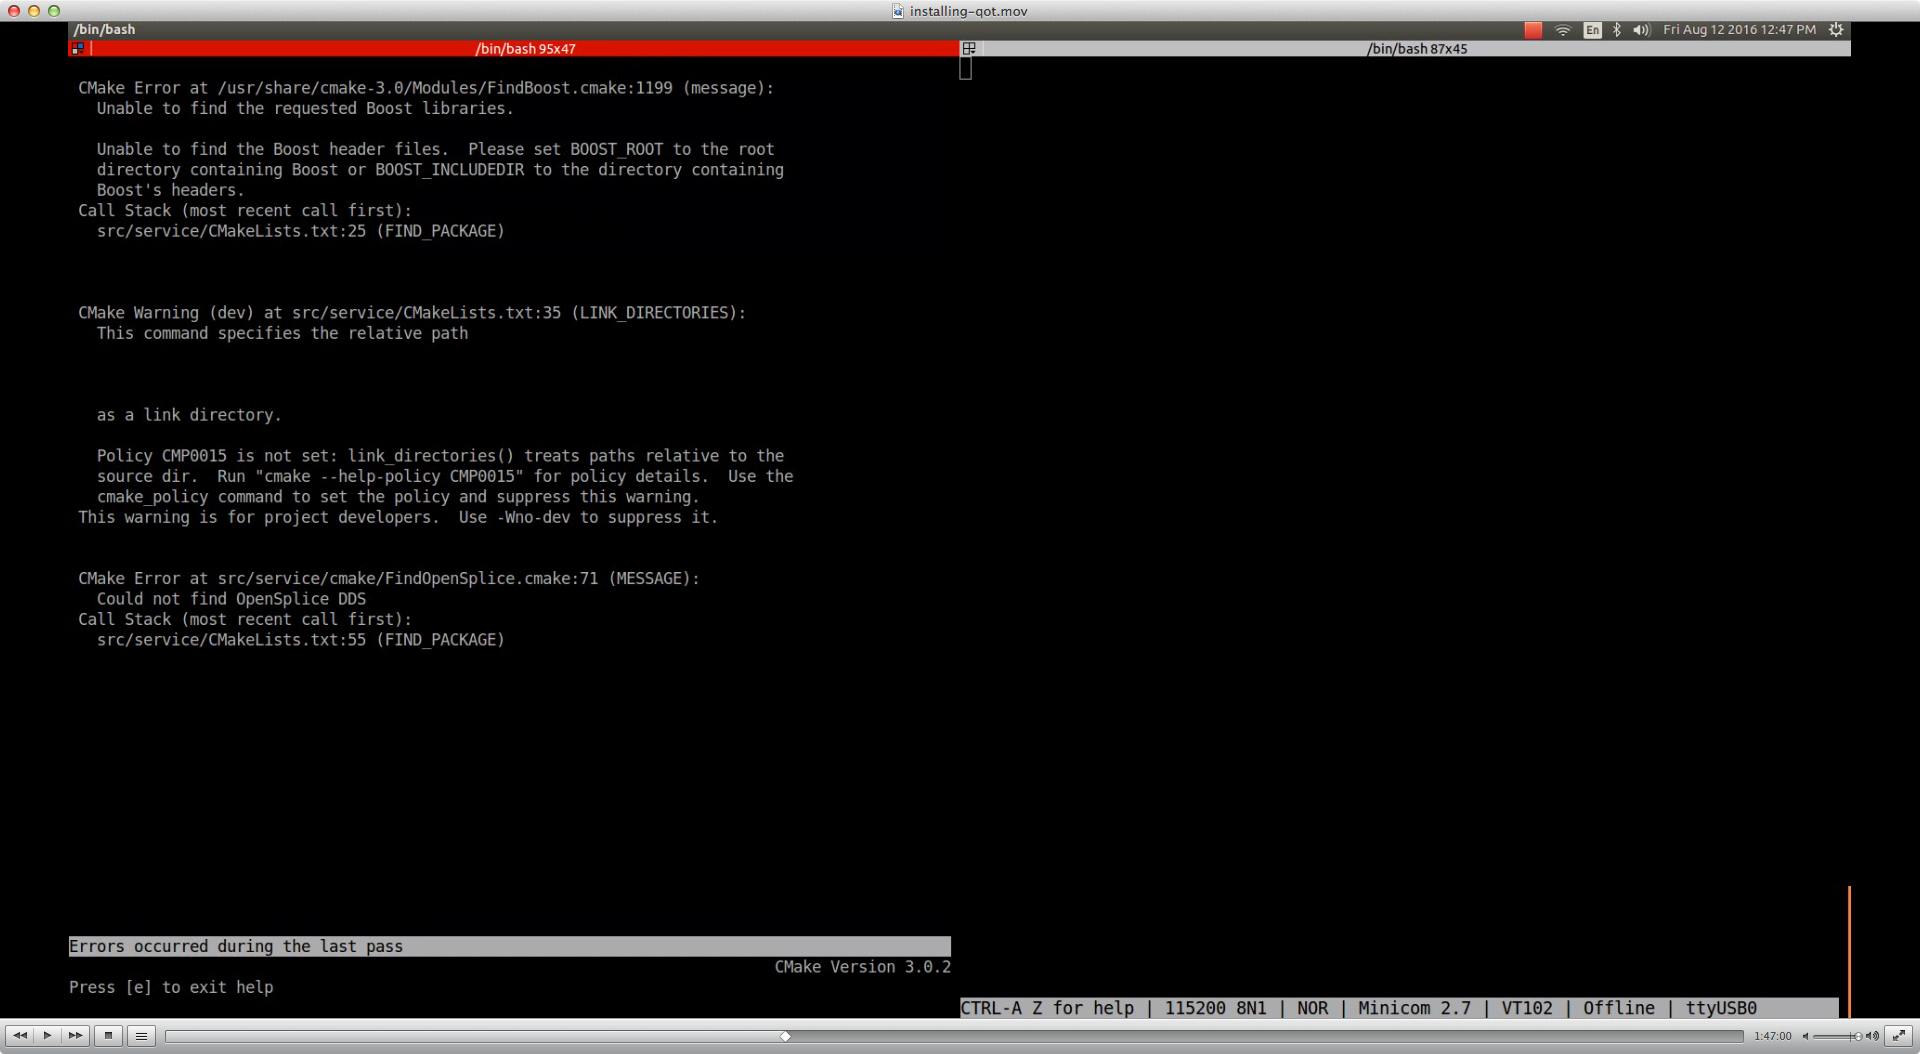 installing-qot.mov
/bin/bash
En
Fri Aug 12 2016 12:47 PM
/bin/bash 95x47
/bin/bash 87x45
CMake Error at /usr/share/cmake-3.0/Modules/FindBoost.cmake:1199 (message):
Unable to find the requested Boost libraries.
Unable to find the Boost header files.  Please set BOOST_ROOT to the root
directory containing Boost or BOOST_INCLUDEDIR to the directory containing
Boost's headers.
Call Stack (most recent call first):
src/service/CMakeLists.txt:25 (FIND_PACKAGE)
CMake Warning (dev) at src/service/CMakeLists.txt:35 (LINK_DIRECTORIES):
This command specifies the relative path
as a link directory.
Policy CMP0015 is not set: link_directories() treats paths relative to the
source dir.  Run "cmake --help-policy CMP0015" for policy details.  Use the
cmake_policy command to set the policy and suppress this warning.
This warning is for project developers.  Use -Wno-dev to suppress it.
CMake Error at src/service/cmake/FindOpenSplice.cmake:71 (MESSAGE):
Could not find OpenSplice DDS
Call Stack (most recent call first):
src/service/CMakeLists.txt:55 (FIND_PACKAGE)
Errors occurred during the last pass
CMake Version 3.0.2
Press [e] to exit help
CTRL-A Z for help | 115200 8N1 | NOR | Minicom 2.7 | VT102 | Offline | ttyUSB0
1:47:00